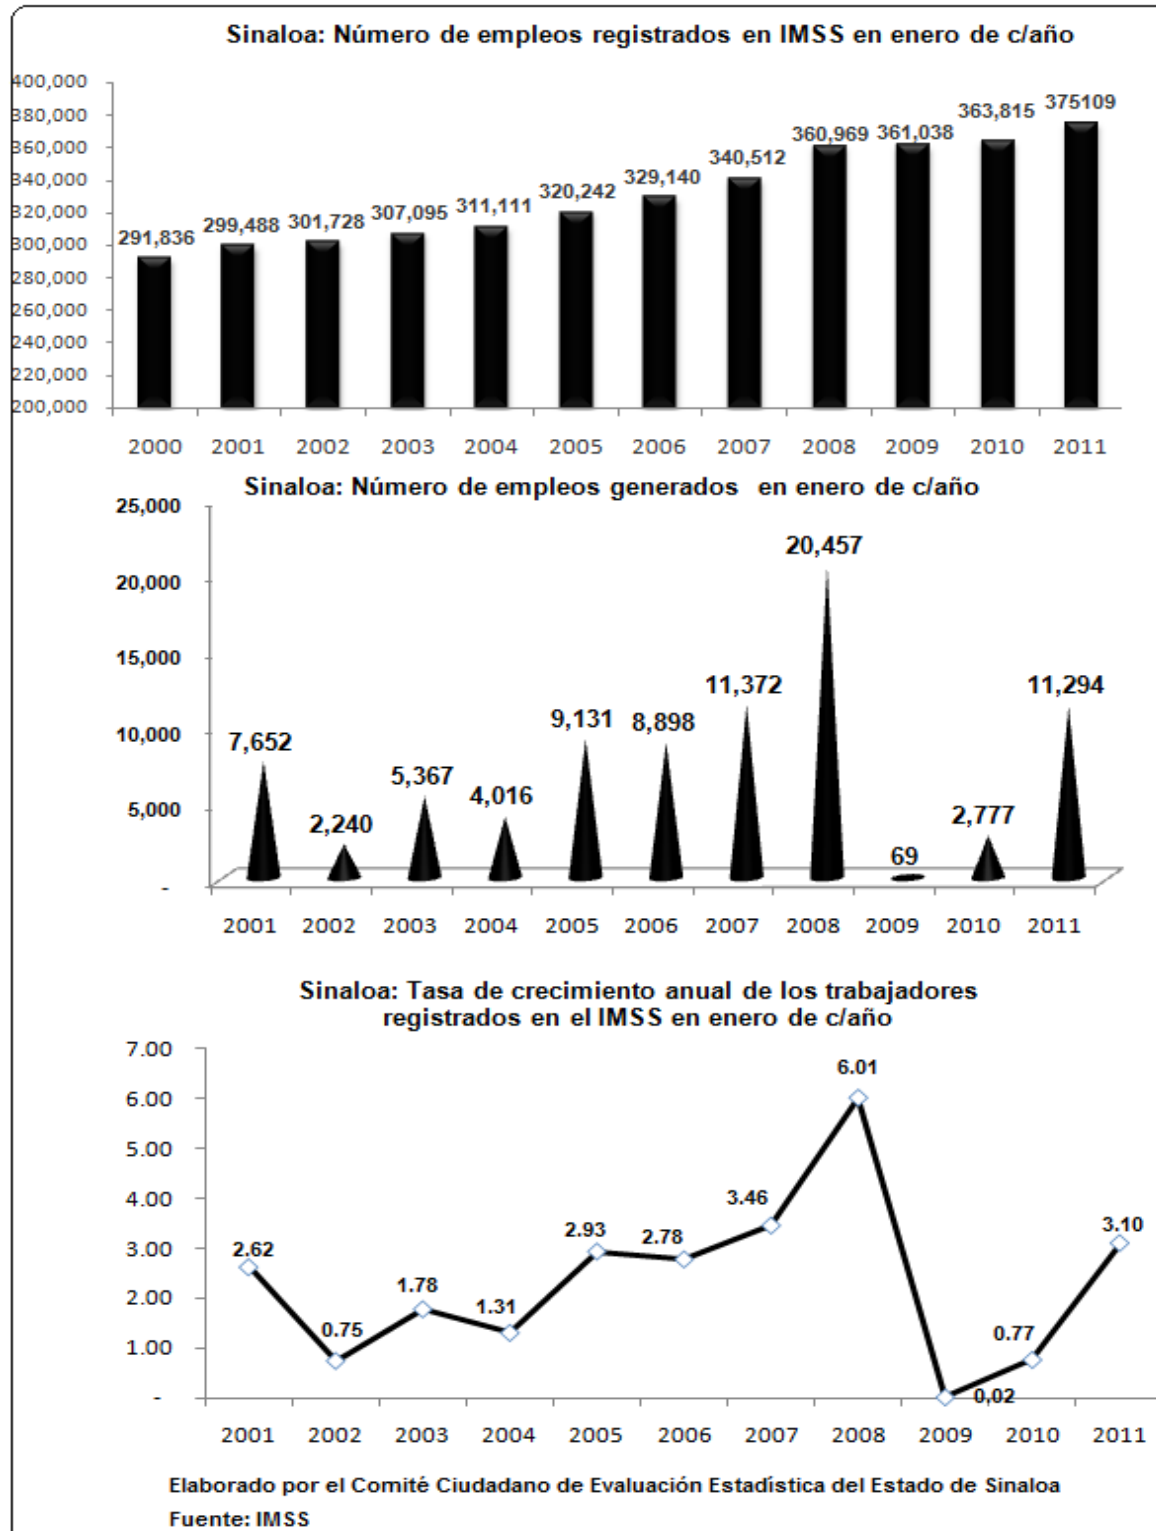 Sinaloa: Número de empleos registrados en IMSS en enero de c/año
400,000
380,000
360,000
340,000
320,000
300,000
280,000
260,000
240,000
220,000
200,000
291,836 299,488 301,728 307,095 311,111 320,242 329,140 340,512 360,969 361,038 363,815 375109
2000 2001 2002 2003 2004 2005 2006 2007 2008 2009 2010 2011
Sinaloa: Número de empleos generados en enero de c/año
25,000
20,000
15,000
10,000
5,000
-
7,652 2,240 5,367 4,016 9,131 8,898 11,372 20,457 69 2,777 11,294
2001 2002 2003 2004 2005 2006 2007 2008 2009 2010 2011
Sinaloa: Tasa de crecimiento anual de los trabajadores
registrados en el IMSS en enero de c/año
7.00
6.00
5.00
4.00
3.00
2.00
1.00
-
2.62 0.75 1.78 1.31 2.93 2.78 3.46 6.01 0,02 0.77 3.10
2001 2002 2003 2004 2005 2006 2007 2008 2009 2010 2011
Elaborado por el Comité Ciudadano de Evaluación Estadística del Estado de Sinaloa
Fuente: IMSS